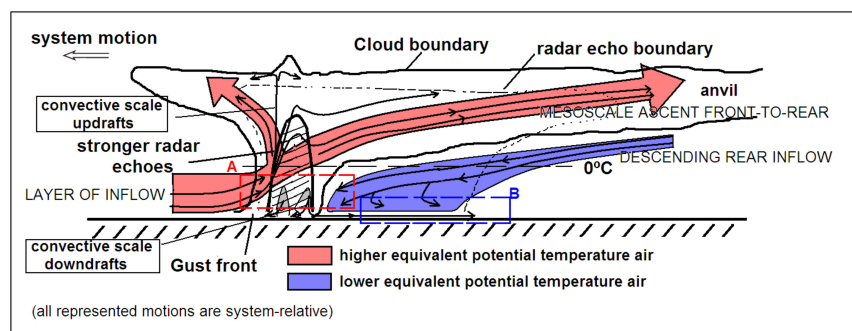 system motion
Cloud boundary
radar echo boundary
anvil
convective scale
updrafts
MESOSCALE ASCENT FRONT-TO-REAR
stronger radar
echoes
A
DESCENDING REAR INFLOW
0ºC
LAYER OF INFLOW
B
convective scale
downdrafts
Gust front
higher equivalent potential temperature air
lower equivalent potential temperature air
(all represented motions are system-relative)